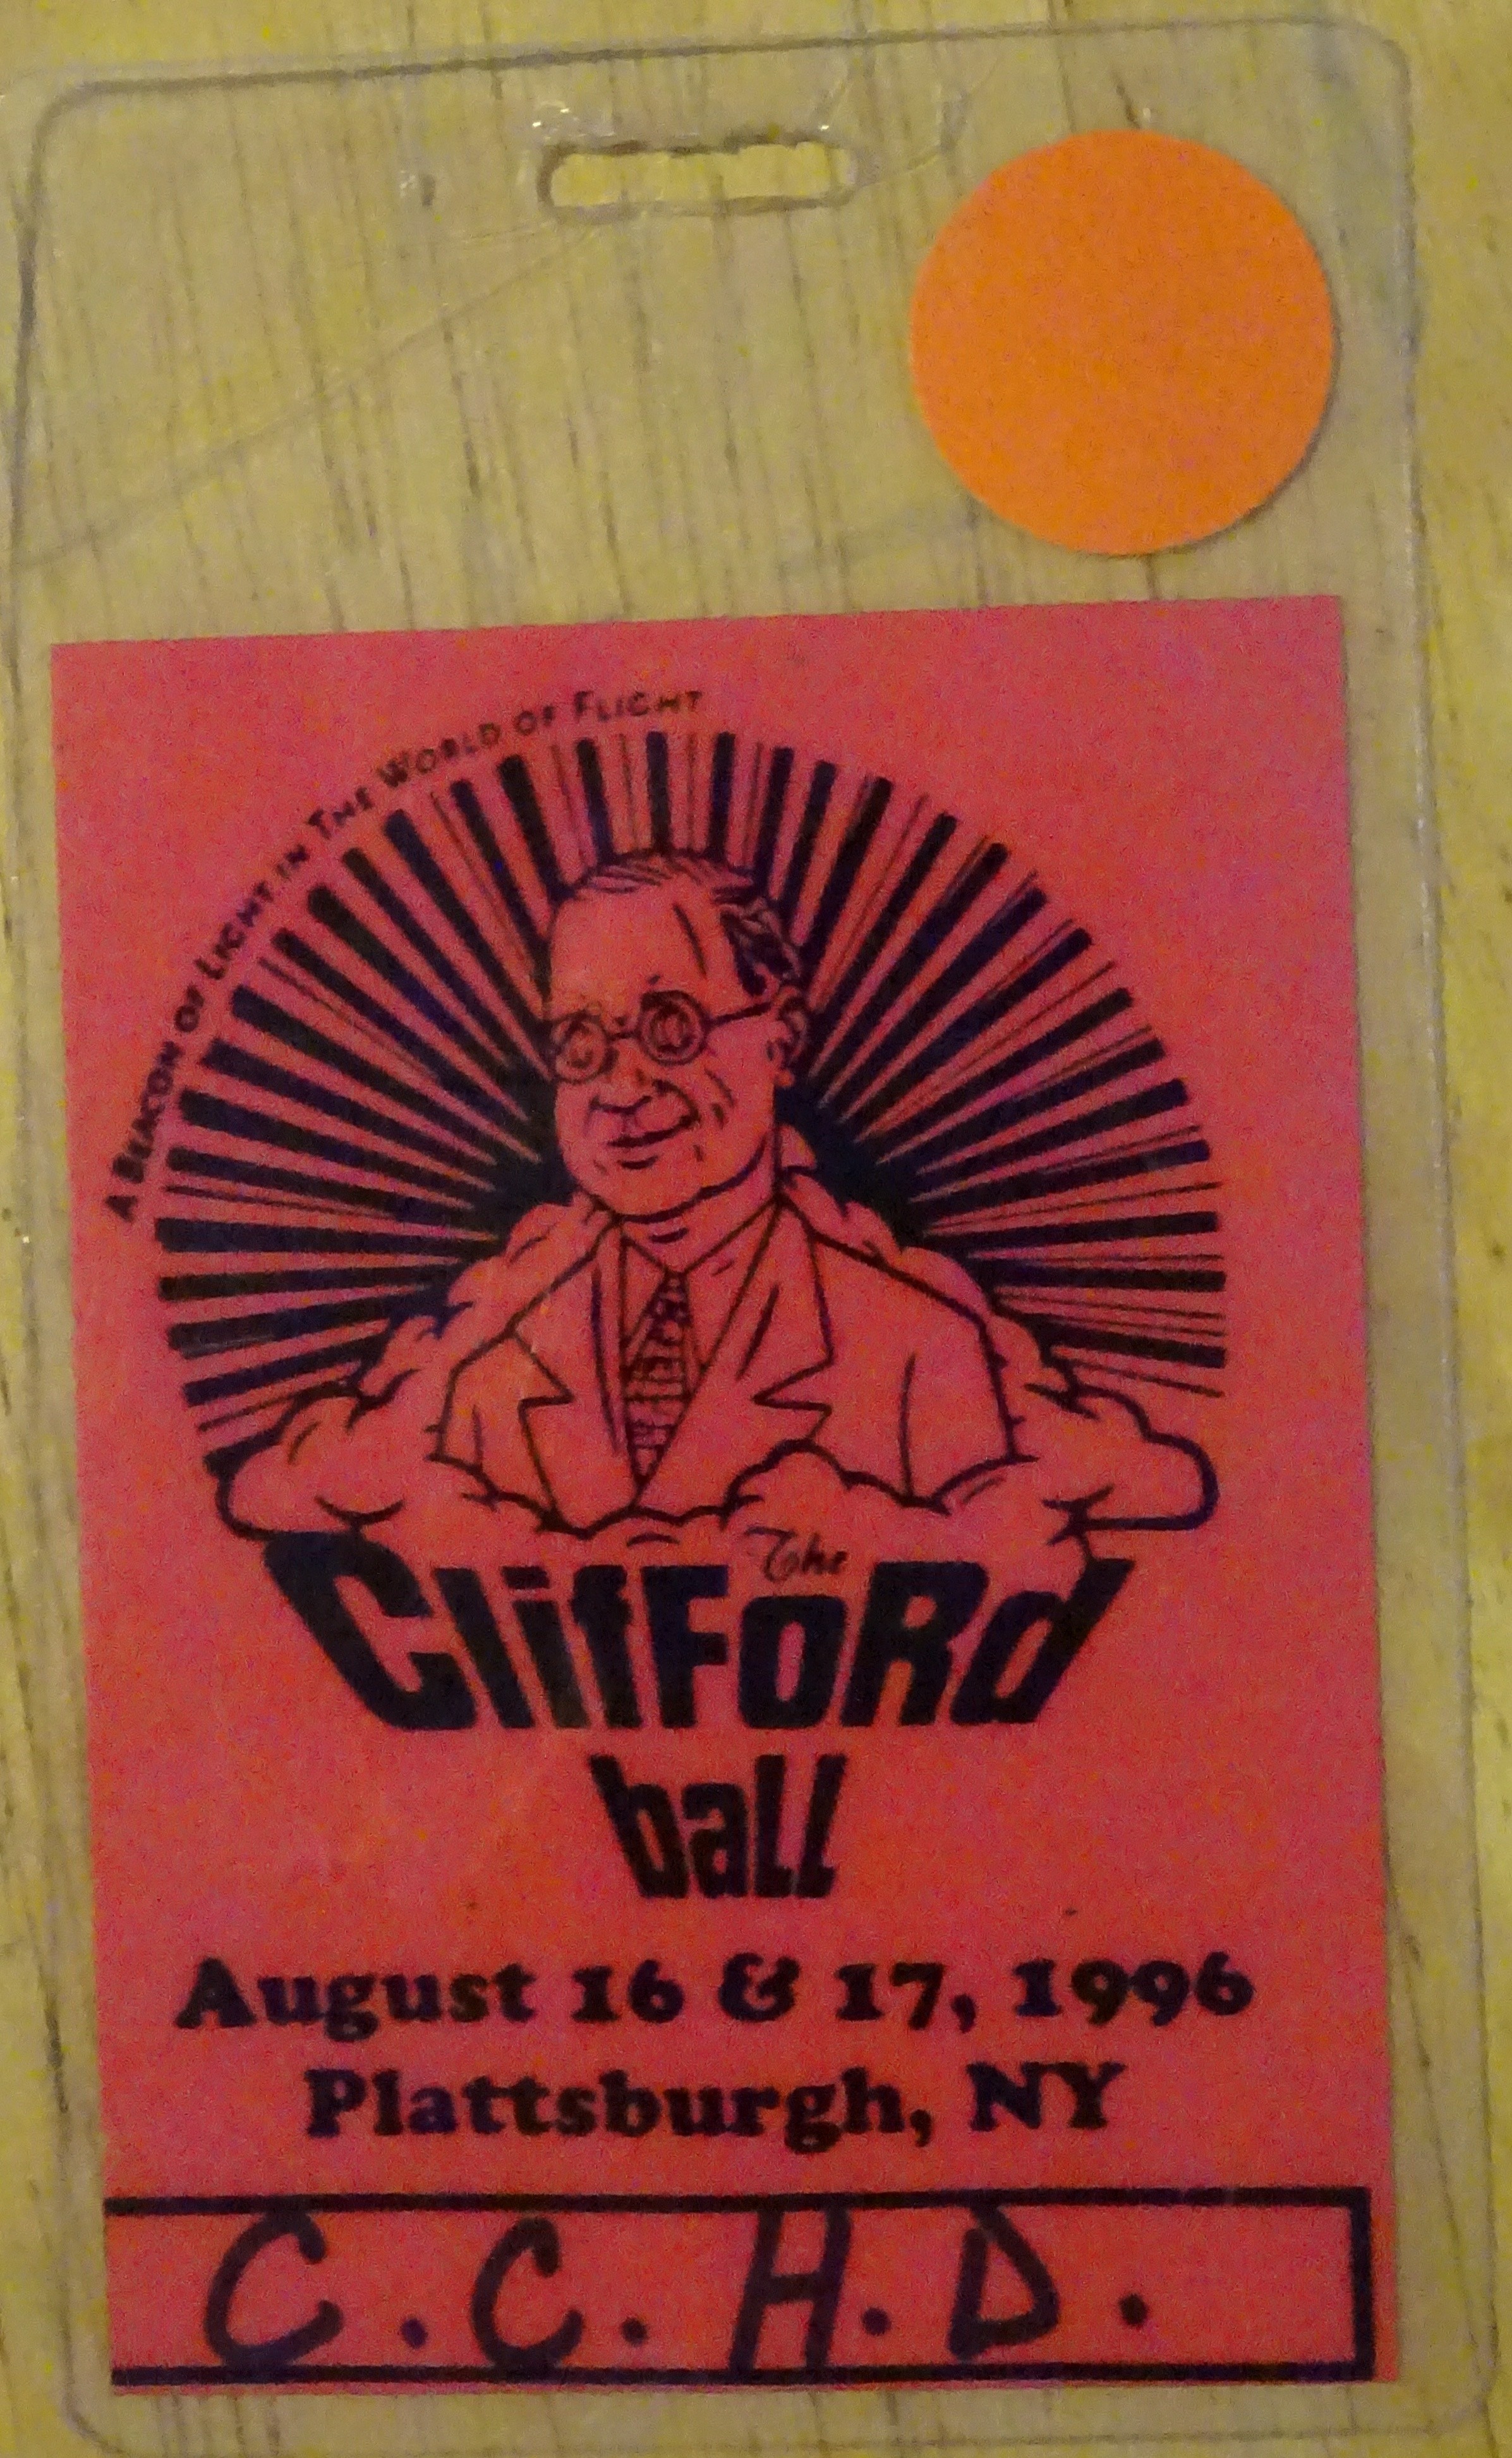 A Beacon of Light in The World of Flight
The
CliffORd
ball
August 16 & 17, 1996
Plattsburgh, NY
C.C.H.D.